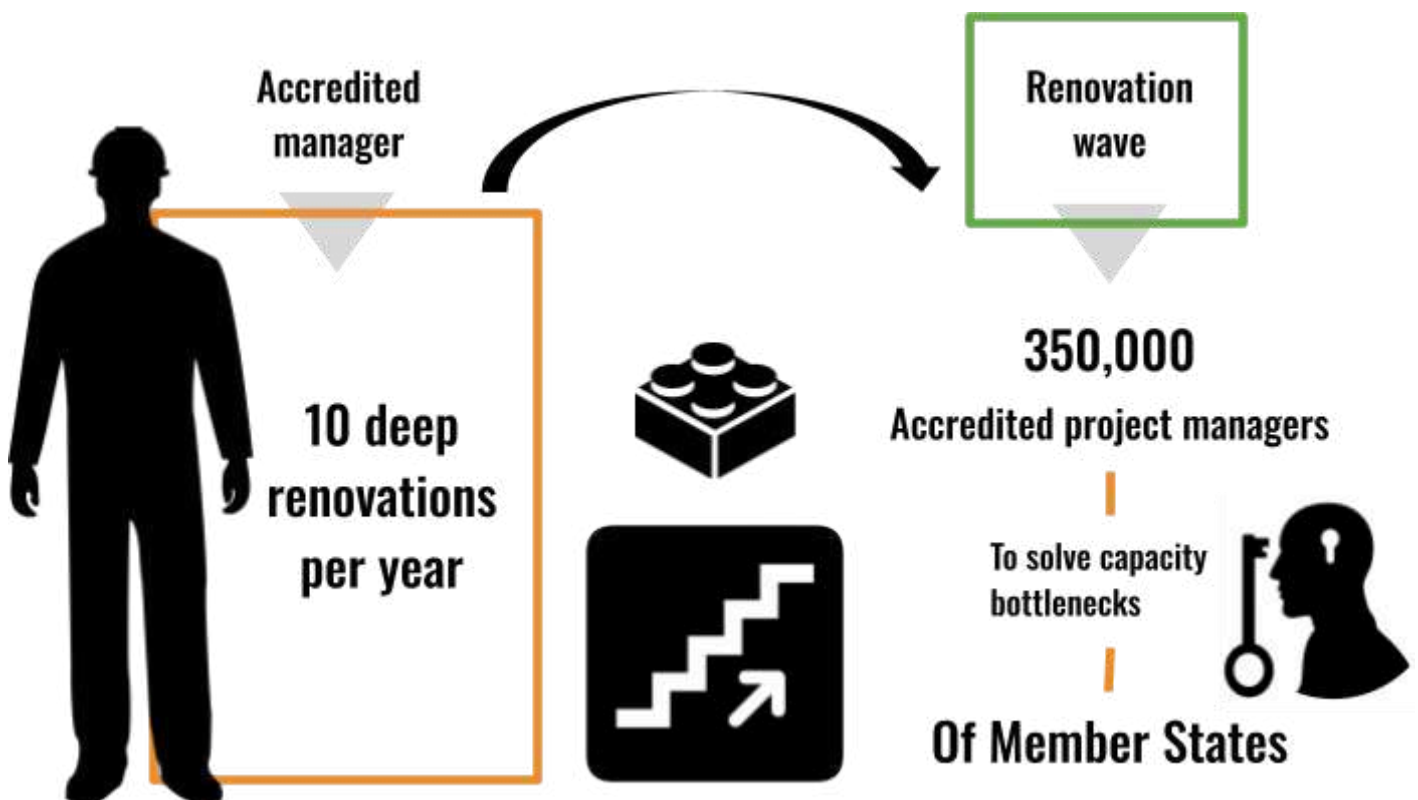 Accredited
manager
10 deep
renovations
per year
Renovation
wave
350,000
Accredited project managers
To solve capacity
bottlenecks
Of Member States